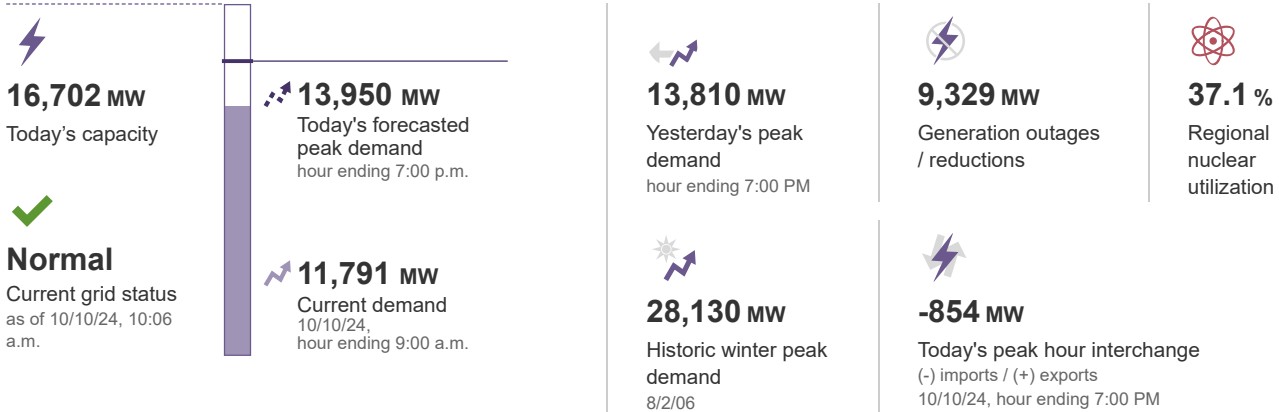 16,702 MW
Today's capacity
Normal
Current grid status
as of 10/10/24, 10:06
a.m.
13,950 MW
Today's forecasted
peak demand
hour ending 7:00 p.m.
11,791 MW
Current demand
10/10/24,
hour ending 9:00 a.m.
13,810 MW
Yesterday's peak
demand
hour ending 7:00 PM
9,329 MW
Generation outages
/ reductions
37.1 %
Regional
nuclear
utilization
28,130 MW
Historic winter peak
demand
8/2/06
-854 MW
Today's peak hour interchange
(-) imports / (+) exports
10/10/24, hour ending 7:00 PM